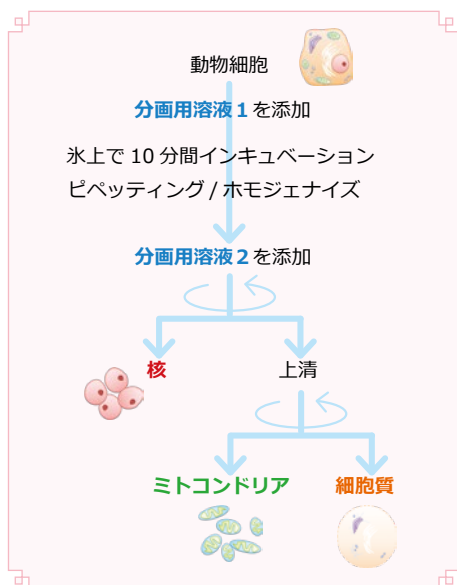 動物細胞
分画用溶液1を添加
氷上で 10 分間インキュベーション
ピペッティング / ホモジェナイズ
分画用溶液2を添加
核
上清
ミトコンドリア
細胞質